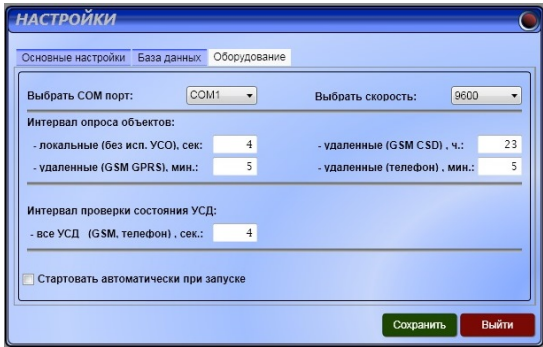 НАСТРОЙКИ
Основные настройки База данных Оборудование
Выбрать COM порт: COM1 Выбрать скорость: 9600
Интервал опроса объектов:
- локальные (без исп. УСО), сек: 4 - удаленные (GSM CSD) , ч.: 23
- удаленные (GSM GPRS), мин.: 5 - удаленные (телефон) , мин.: 5
Интервал проверки состояния УСД:
- все УСД (GSM, телефон) , сек.: 4
Стартовать автоматически при запуске
Сохранить Выйти